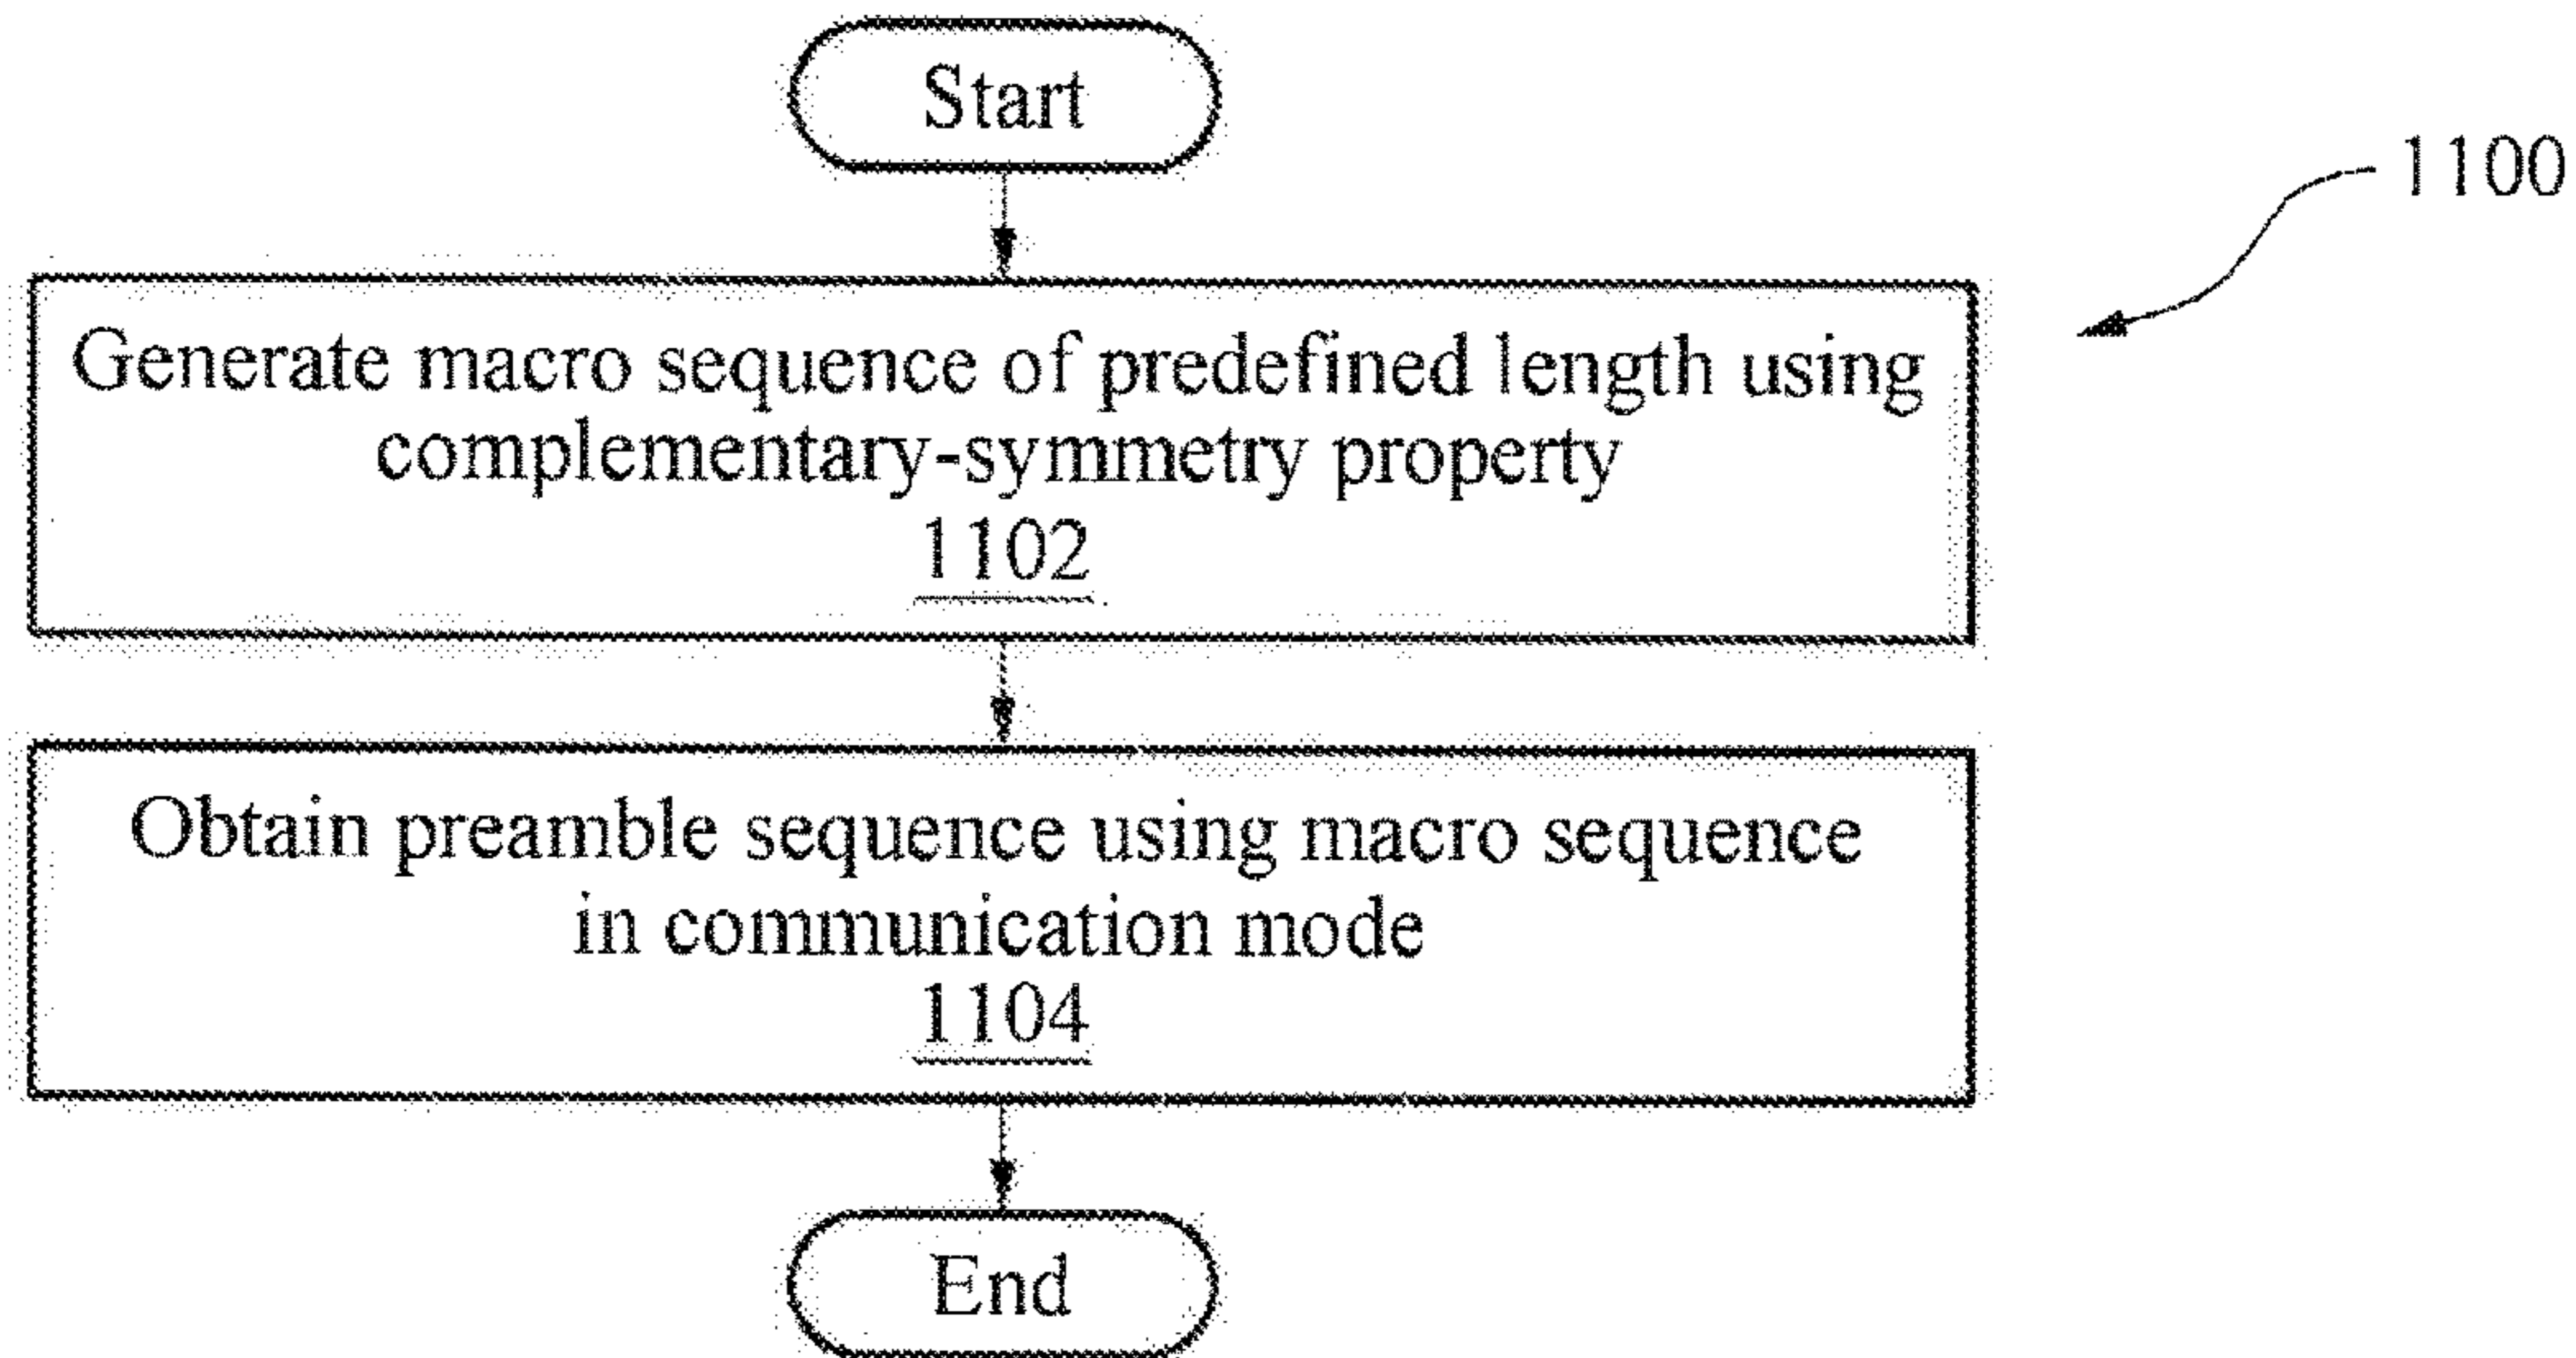 Start
1100
Generate macro sequence of predefined length using
complementary-symmetry property
1102
Obtain preamble sequence using macro sequence
in communication mode
1104
End